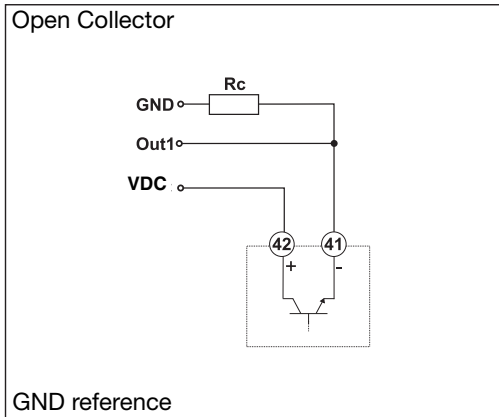 Open Collector
Rc
GND
Out1
VDC
42 41
+ -
GND reference